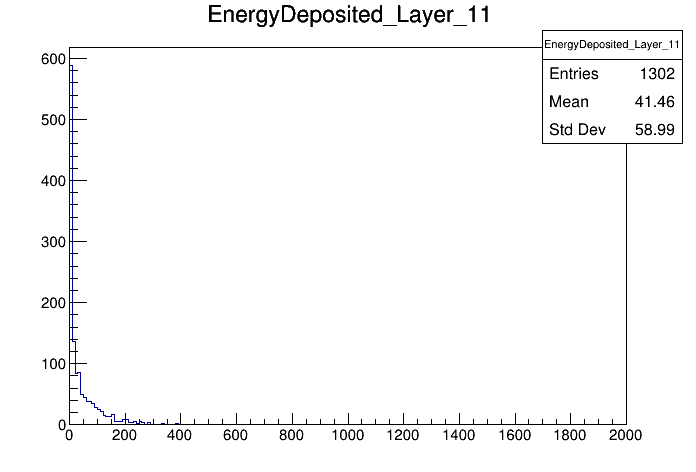 EnergyDeposited_Layer_11
EnergyDeposited_Layer_11
Entries 1302
Mean 41.46
Std Dev 58.99
600
500
400
300
200
100
0
0 200 400 600 800 1000 1200 1400 1600 1800 2000